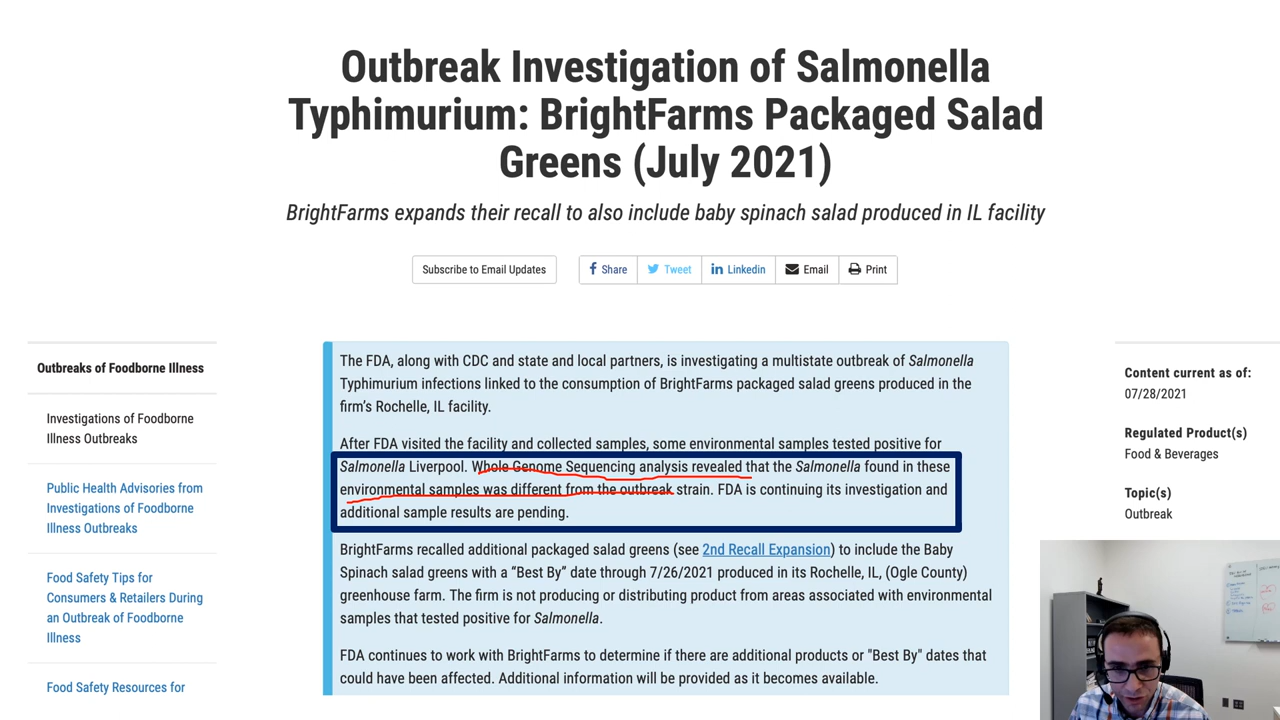 Outbreak Investigation of Salmonella
Typhimurium: BrightFarms Packaged Salad
Greens (July 2021)
BrightFarms expands their recall to also include baby spinach salad produced in IL facility
Subscribe to Email Updates
Share
Tweet
Linkedin
Email
Print
Outbreaks of Foodborne Illness
Investigations of Foodborne
Illness Outbreaks
Public Health Advisories from
Investigations of Foodborne
Illness Outbreaks
Food Safety Tips for
Consumers & Retailers During
an Outbreak of Foodborne
Illness
Food Safety Resources for
The FDA, along with CDC and state and local partners, is investigating a multistate outbreak of Salmonella
Typhimurium infections linked to the consumption of BrightFarms packaged salad greens produced in the
firm's Rochelle, IL facility.
After FDA visited the facility and collected samples, some environmental samples tested positive for
Salmonella Liverpool. Whole Genome Sequencing analysis revealed that the Salmonella found in these
environmental samples was different from the outbreak strain. FDA is continuing its investigation and
additional sample results are pending.
BrightFarms recalled additional packaged salad greens (see 2nd Recall Expansion) to include the Baby
Spinach salad greens with a “Best By” date through 7/26/2021 produced in its Rochelle, IL, (Ogle County)
greenhouse farm. The firm is not producing or distributing product from areas associated with environmental
samples that tested positive for Salmonella.
FDA continues to work with BrightFarms to determine if there are additional products or "Best By" dates that
could have been affected. Additional information will be provided as it becomes available.
Content current as of:
07/28/2021
Regulated Product(s)
Food & Beverages
Topic(s)
Outbreak